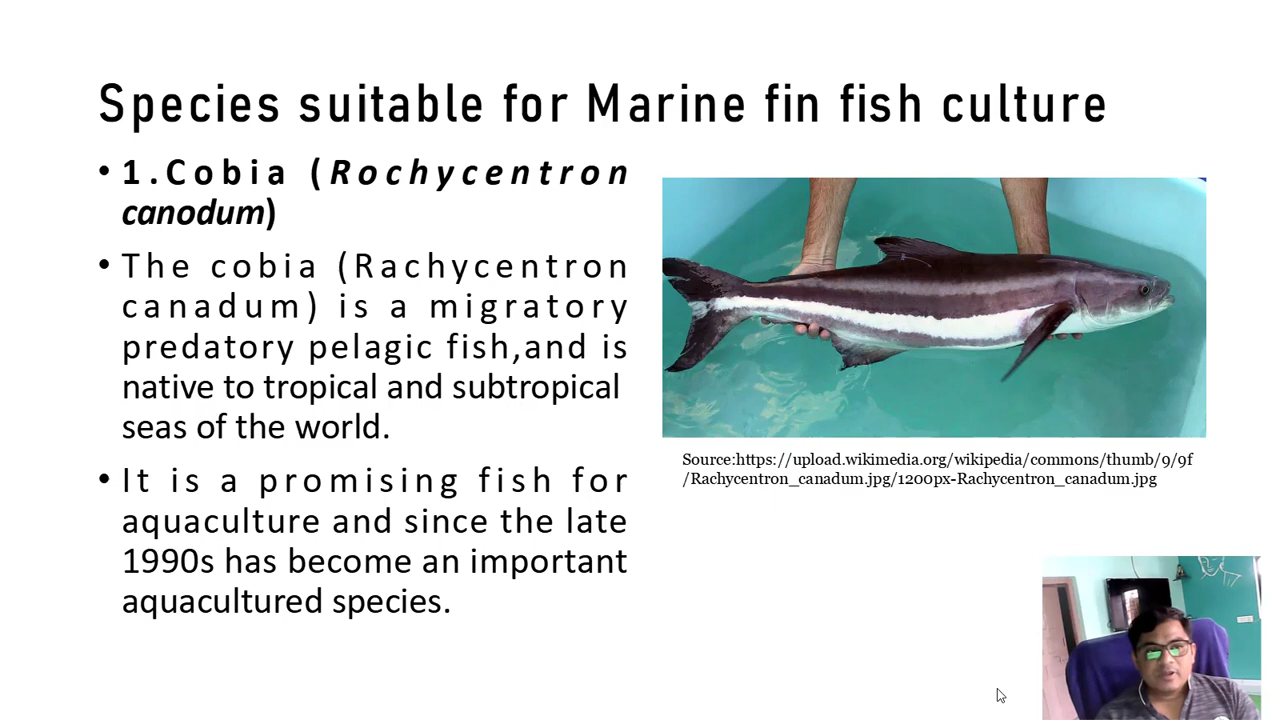 Species suitable for Marine fin fish culture
• 1.Cobia (Rochycentron
canodum)
• The cobia (Rachycentron
canadum) is a migratory
predatory pelagic fish,and is
native to tropical and subtropical
seas of the world.
• It is a promising fish for
aquaculture and since the late
1990s has become an important
aquacultured species.
Source:https://upload.wikimedia.org/wikipedia/commons/thumb/9/9f
/Rachycentron_canadum.jpg/1200px-Rachycentron_canadum.jpg